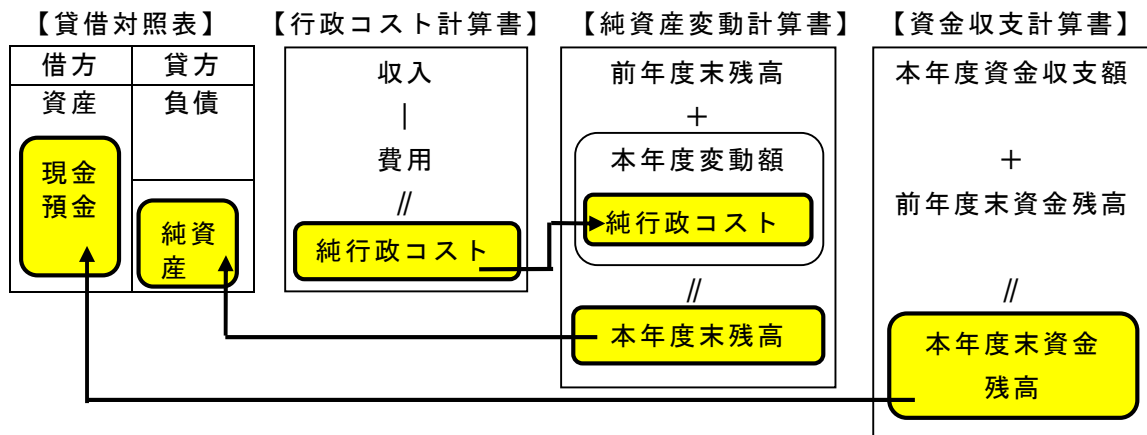 【貸借対照表】
借方
貸方
資産
負債
現金
預金
純資
産
【行政コスト計算書】
収入
|
費用
//
純行政コスト
【純資産変動計算書】
前年度末残高
+
本年度変動額
純行政コスト
//
本年度末残高
【資金収支計算書】
本年度資金収支額
+
前年度末資金残高
//
本年度末資金
残高